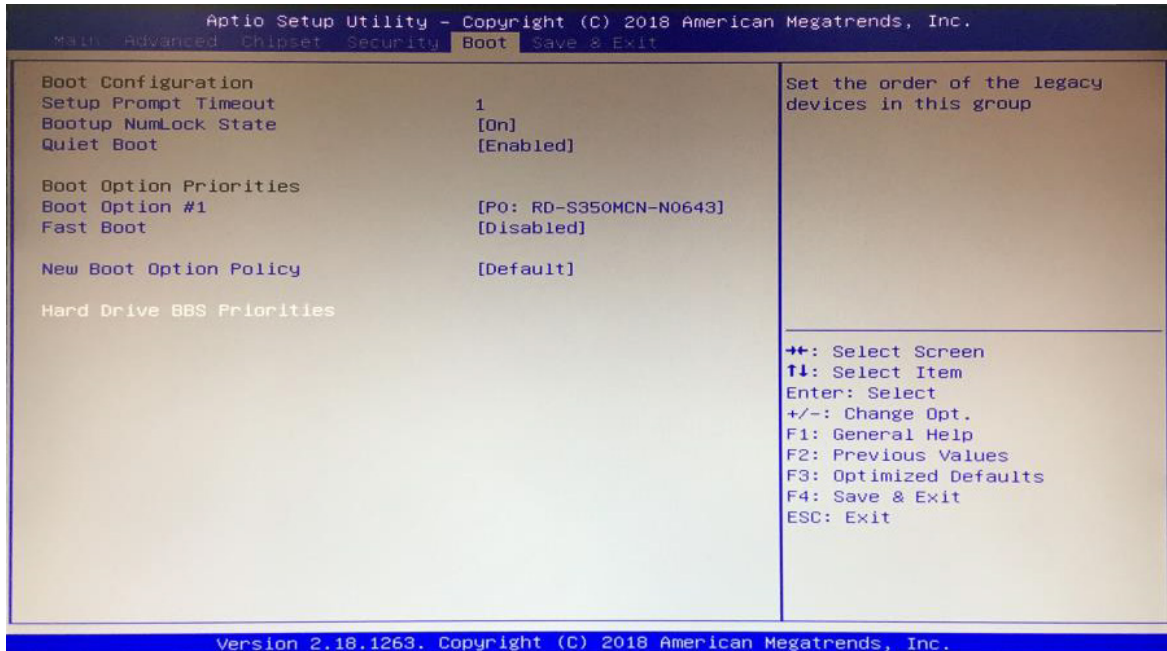 Aptio Setup Utility – Copyright (C) 2018 American Megatrends, Inc.
Main Advanced Chipset Security Boot Save & Exit
Boot Configuration
Setup Prompt Timeout 1
Bootup NumLock State [On]
Quiet Boot [Enabled]
Boot Option Priorities
Boot Option #1 [P0: RD-S350MCN-N0643]
Fast Boot [Disabled]
New Boot Option Policy [Default]
Hard Drive BBS Priorities
Set the order of the legacy
devices in this group
→←: Select Screen
↑↓: Select Item
Enter: Select
+/-: Change Opt.
F1: General Help
F2: Previous Values
F3: Optimized Defaults
F4: Save & Exit
ESC: Exit
Version 2.18.1263. Copyright (C) 2018 American Megatrends, Inc.